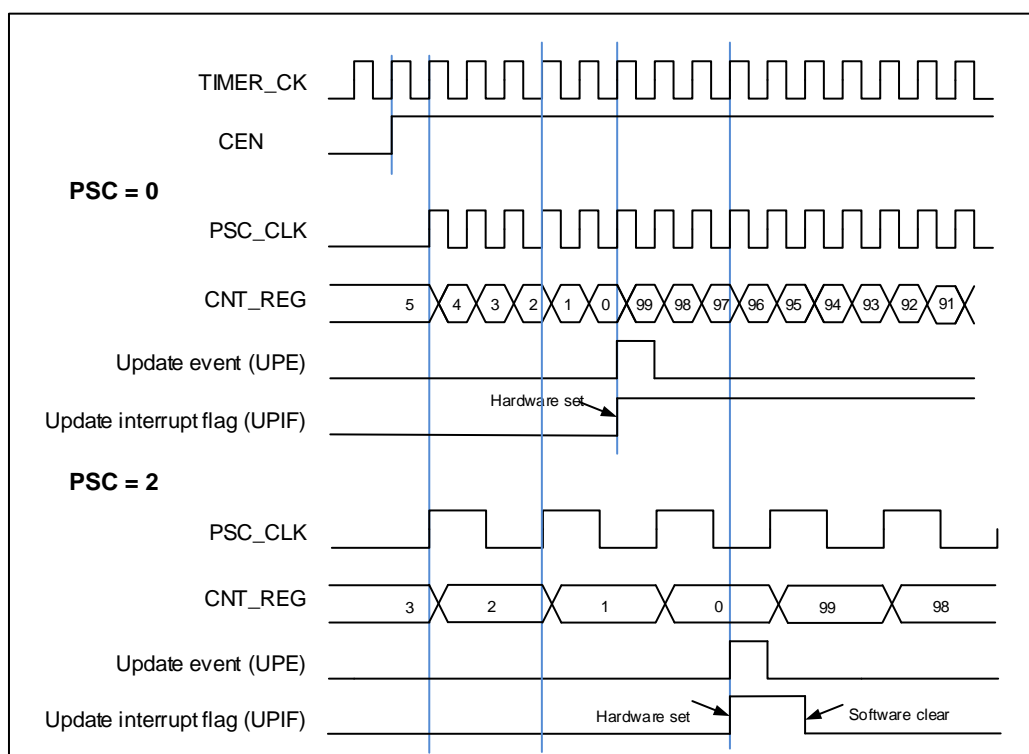 TIMER_CK
CEN
PSC = 0
PSC_CLK
CNT_REG 5 4 3 2 1 0 99 98 97 96 95 94 93 92 91
Update event (UPE)
Hardware set
Update interrupt flag (UPIF)
PSC = 2
PSC_CLK
CNT_REG 3 2 1 0 99 98
Update event (UPE)
Update interrupt flag (UPIF) Hardware set Software clear